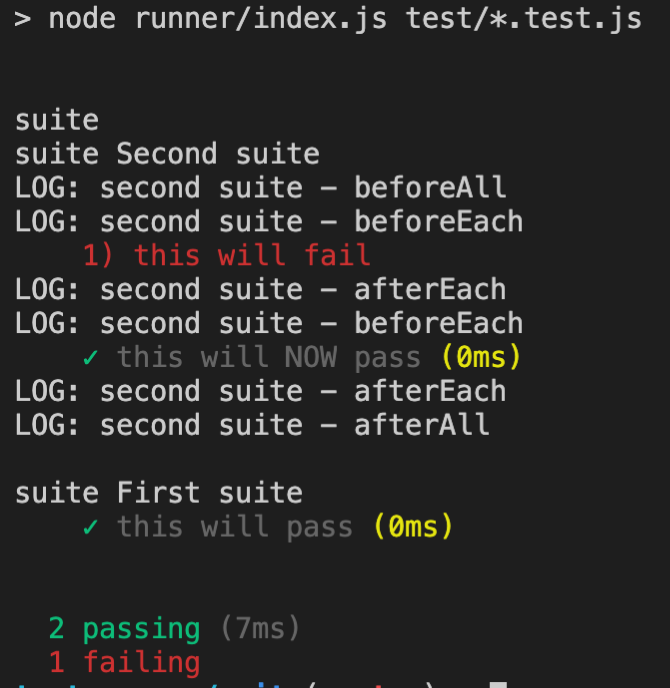 > node runner/index.js test/*.test.js
suite
suite Second suite
LOG: second suite – beforeAll
LOG: second suite – beforeEach
1) this will fail
LOG: second suite – afterEach
LOG: second suite – beforeEach
✓ this will NOW pass (0ms)
LOG: second suite – afterEach
LOG: second suite – afterAll
suite First suite
✓ this will pass (0ms)
2 passing (7ms)
1 failing